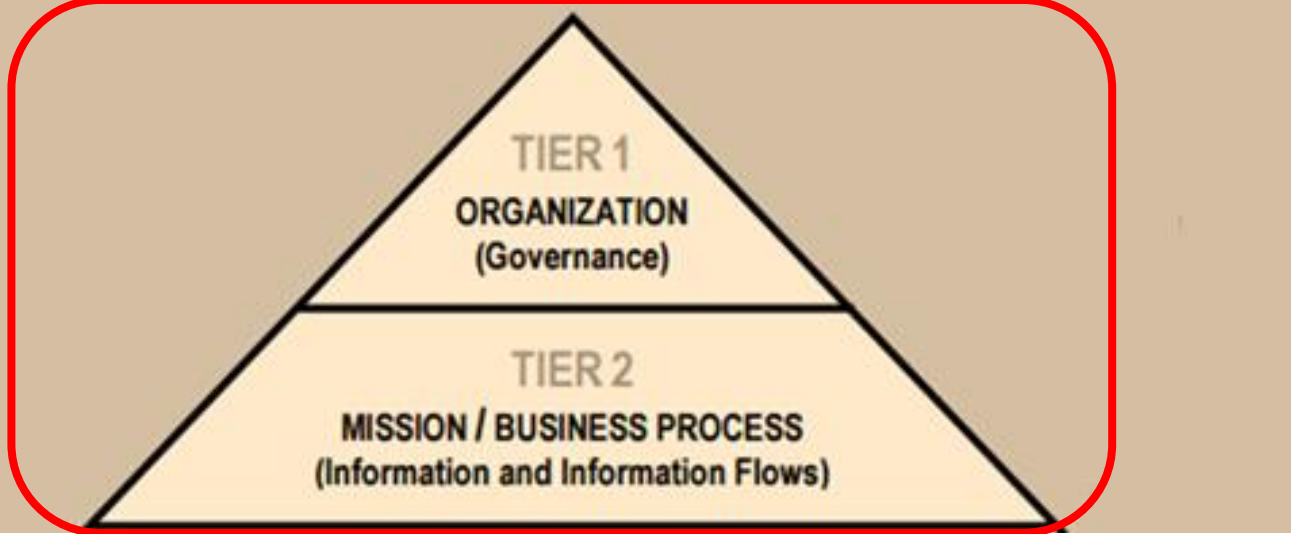 TIER 1
ORGANIZATION
(Governance)
TIER 2
MISSION / BUSINESS PROCESS
(Information and Information Flows)